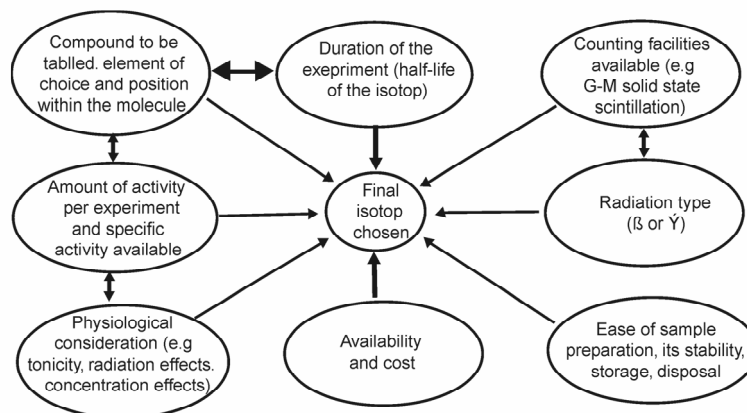 Compound to be
tablled. element of
choice and position
within the molecule
Duration of the
exepriment (half-life
of the isotop)
Counting facilities
available (e.g
G-M solid state
scintillation)
Amount of activity
per experiment
and specific
activity available
Final
isotop
chosen
Radiation type
(ß or Ý)
Physiological
consideration (e.g
tonicity, radiation effects.
concentration effects)
Availability
and cost
Ease of sample
preparation, its stability,
storage, disposal